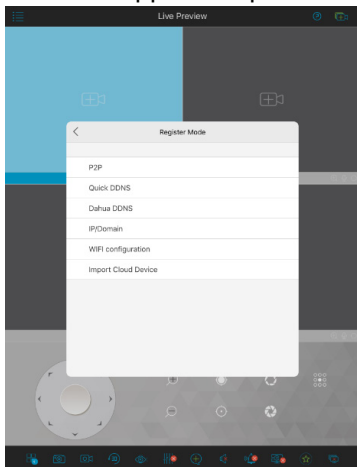 Live Preview
Register Mode
P2P
Quick DDNS
Dahua DDNS
IP/Domain
WIFI configuration
Import Cloud Device